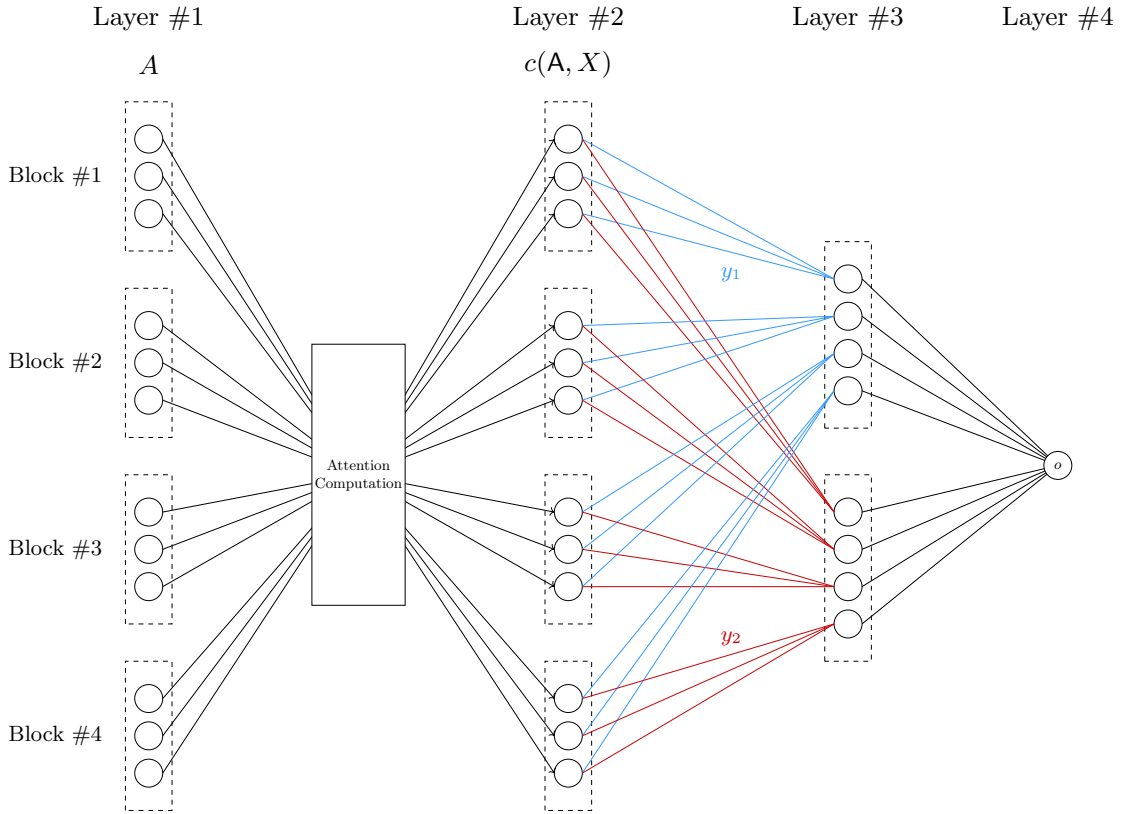 Layer #1
Layer #2
Layer #3
Layer #4
A
c(A, X)
Block #1
y₁
Block #2
Attention
Computation
o
Block #3
y₂
Block #4